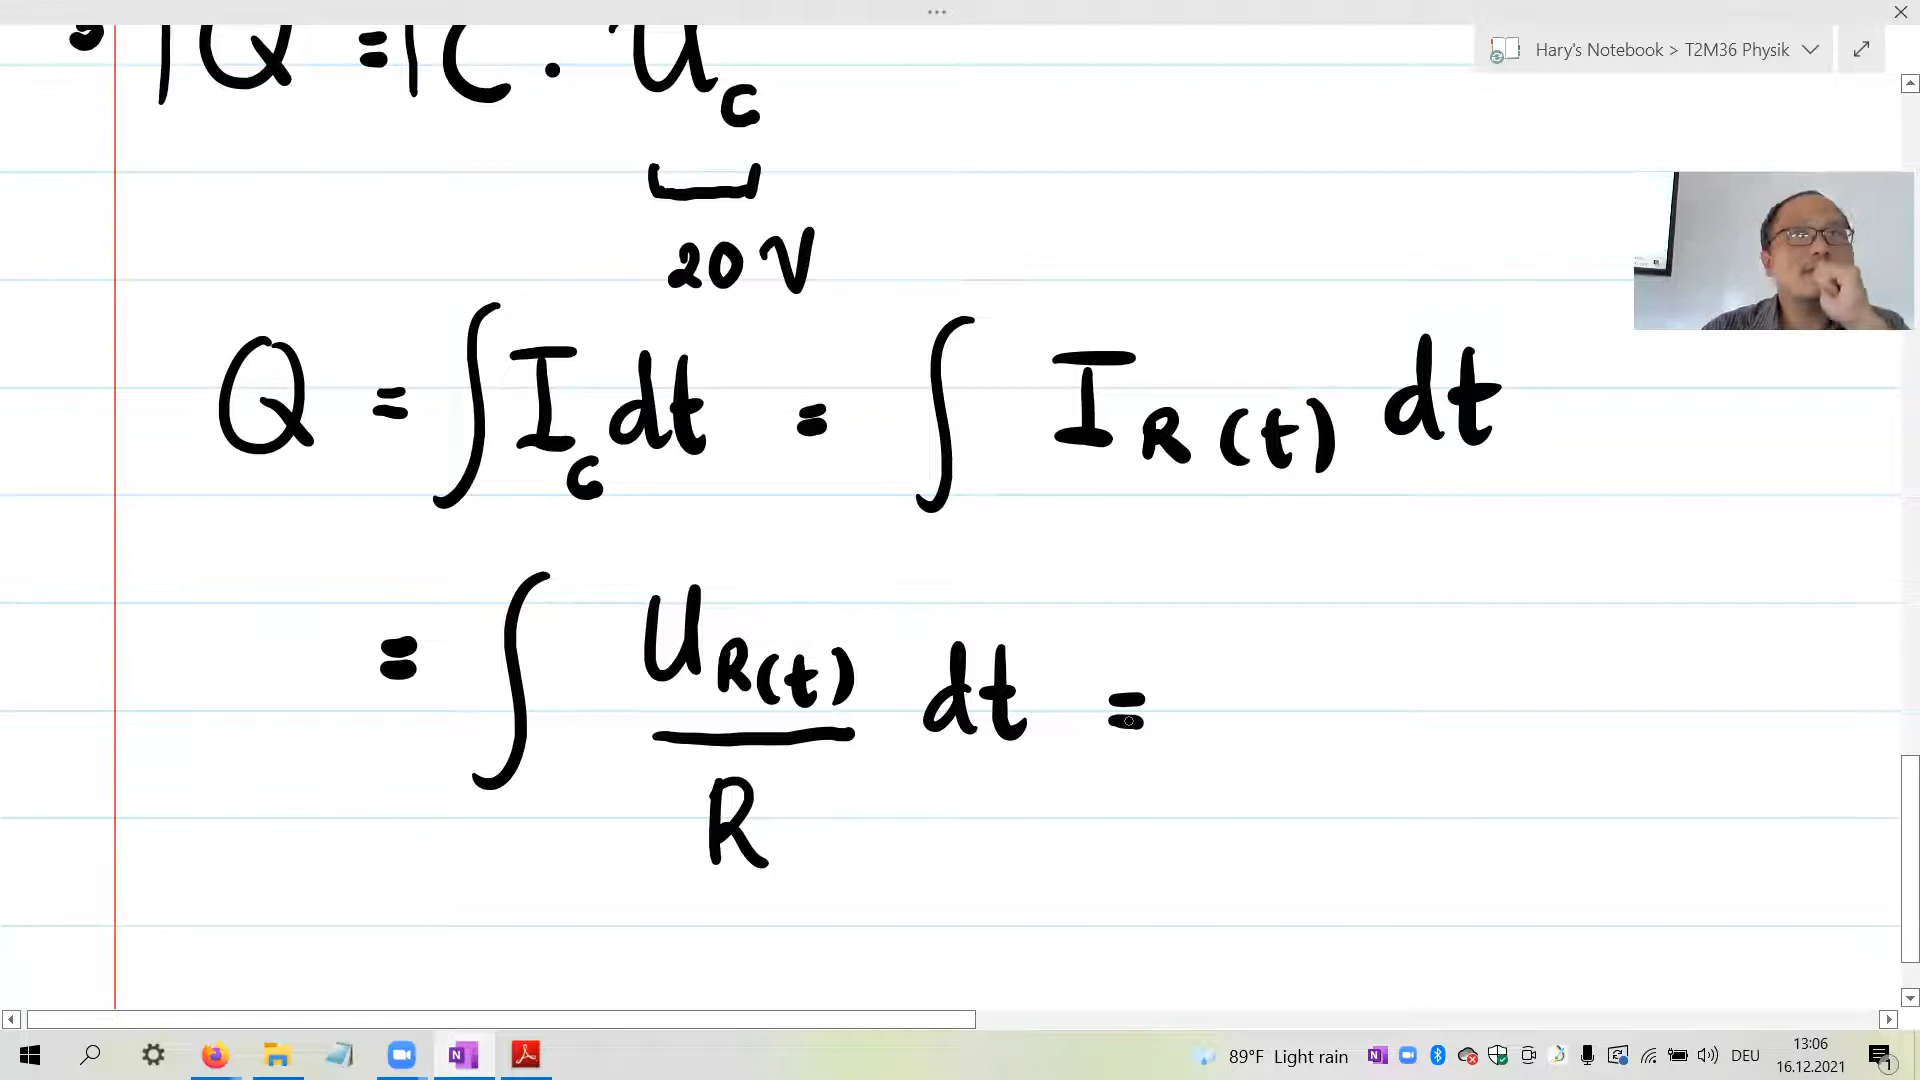 Hary's Notebook > T2M36 Physik
Q = C · U_C
20 V
Q = ∫ I_C dt = ∫ I_R(t) dt
= ∫ U_R(t) / R dt =
89°F Light rain
DEU
13:06
16.12.2021
1